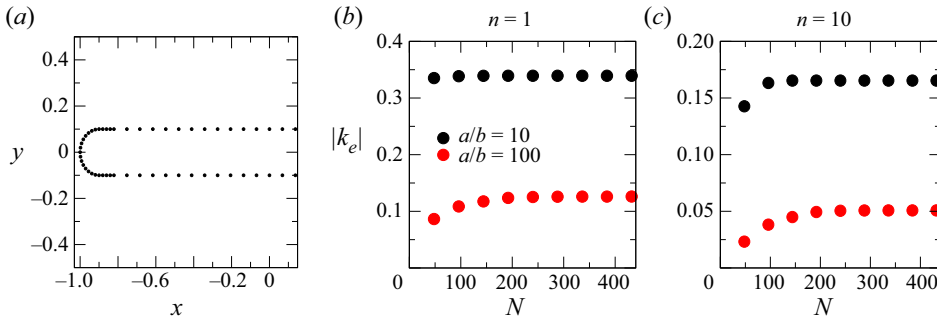 (a)
(b)
n = 1
(c)
n = 10
0.4
0.2
y
0
–0.2
–0.4
–1.0
–0.6
–0.2
0
x
0.4
0.3
|k_e|
0.1
0
100
200
300
400
N
a/b = 10
a/b = 100
0.20
0.15
0.10
0.05
0
100
200
300
400
N